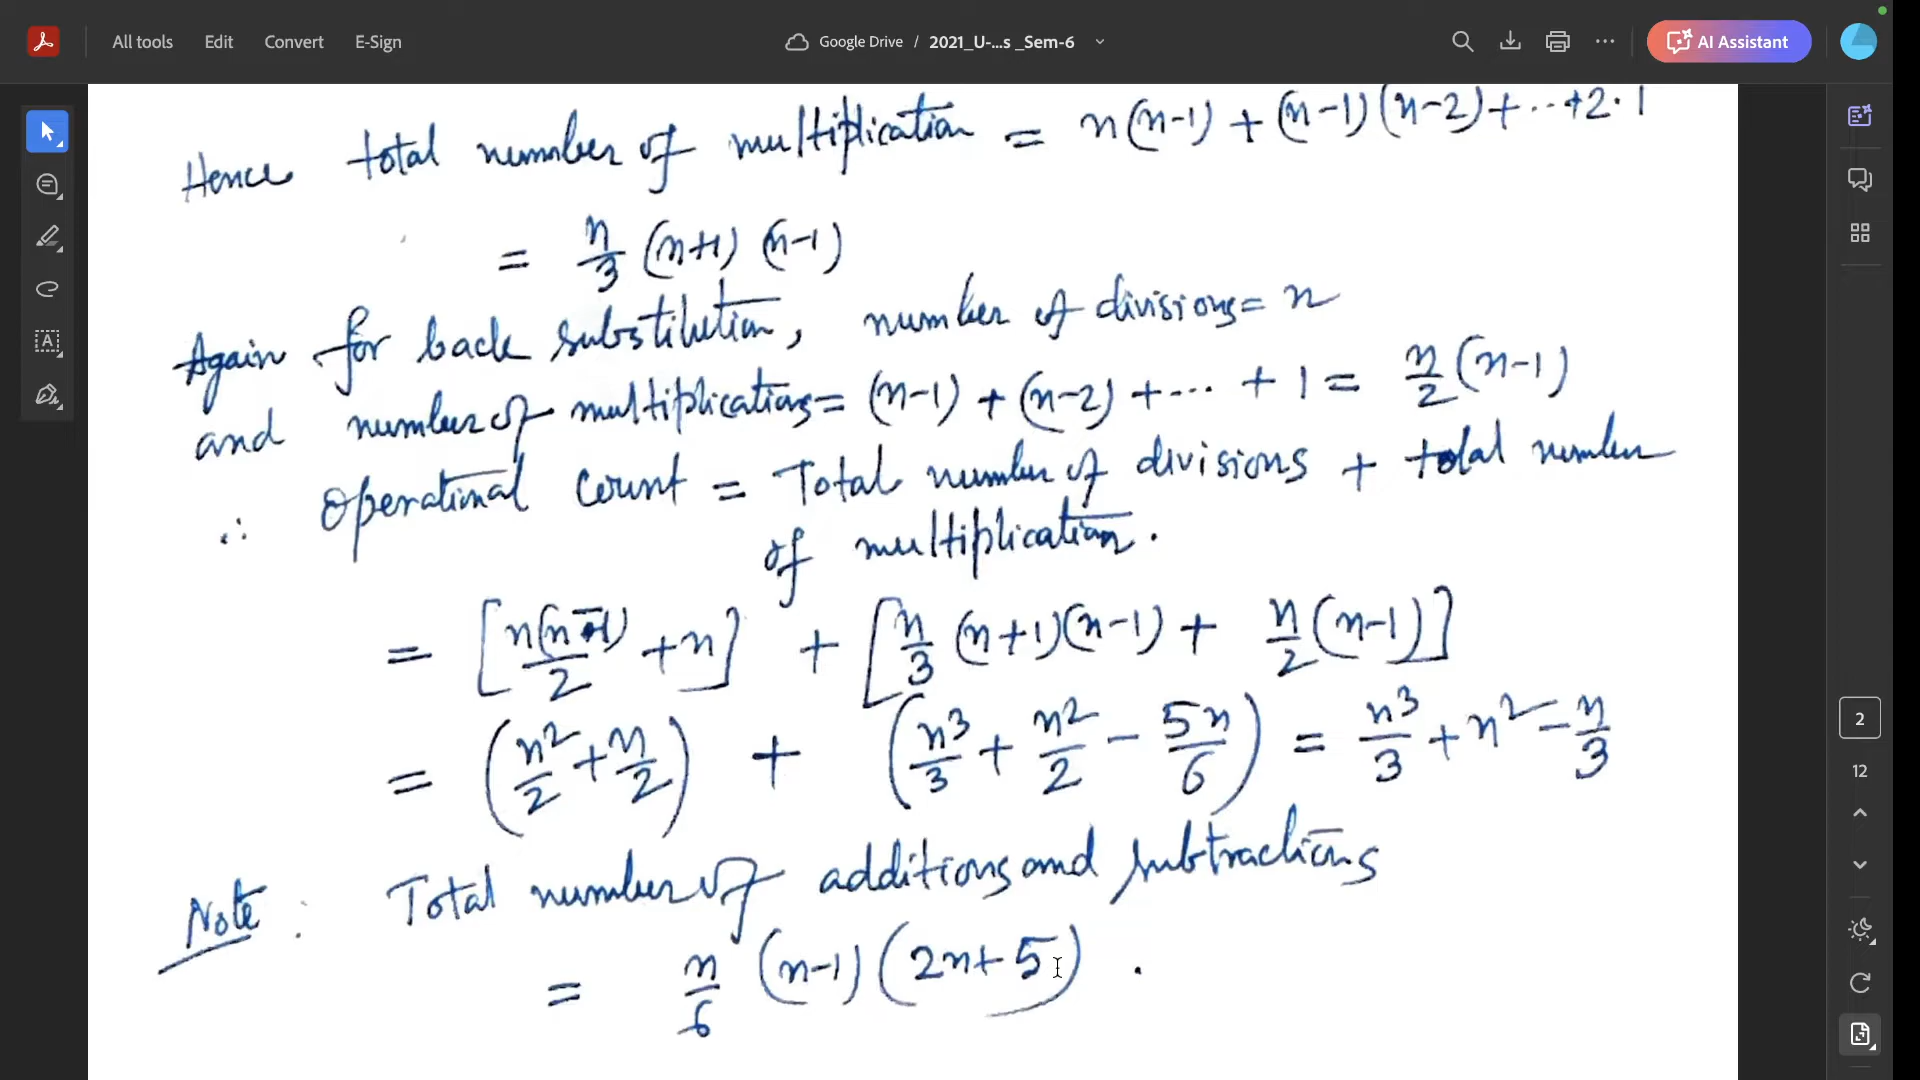 All tools Edit Convert E-Sign Google Drive / 2021_U-...s _Sem-6 AI Assistant
Hence total number of multiplication = n(n-1) + (n-1)(n-2)+...+2.1
= n/3 (n+1) (n-1)
Again for back substitution, number of divisions = n
and number of multiplications = (n-1) + (n-2) + ... + 1 = n/2 (n-1)
∴ Operational Count = Total number of divisions + total number
of multiplication.
= [n(n-1)/2 + n] + [n/3 (n+1)(n-1) + n/2 (n-1)]
= (n²/2 + n/2) + (n³/3 + n²/2 - 5n/6) = n³/3 + n² - n/3
Note: Total number of additions and subtractions
= n/6 (n-1) (2n+5).
2
12